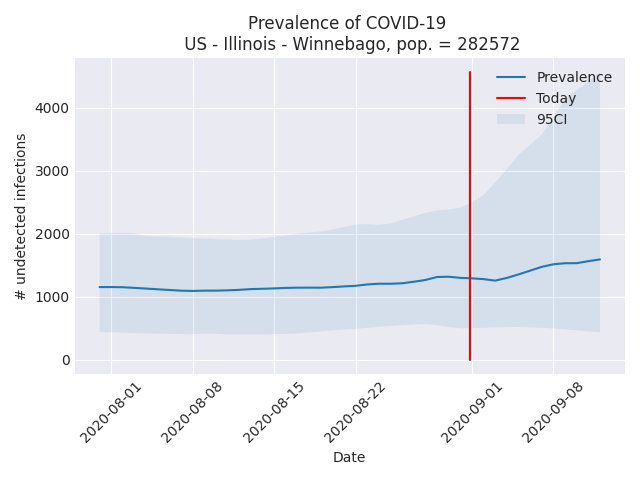 Prevalence of COVID-19
US - Illinois - Winnebago, pop. = 282572
Prevalence
Today
95CI
# undetected infections
4000
3000
2000
1000
0
2020-08-01
2020-08-08
2020-08-15
2020-08-22
2020-09-01
2020-09-08
Date